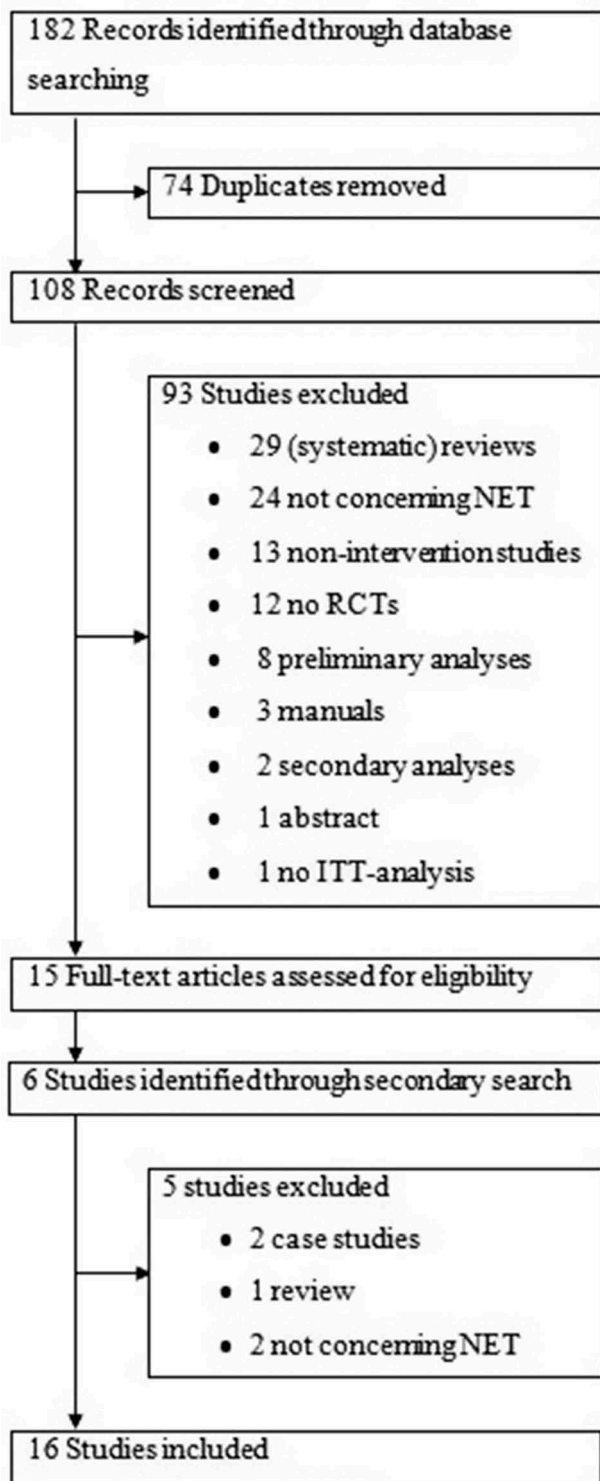 182 Records identified through database
searching
74 Duplicates removed
108 Records screened
93 Studies excluded
• 29 (systematic) reviews
• 24 not concerning NET
• 13 non-intervention studies
• 12 no RCTs
• 8 preliminary analyses
• 3 manuals
• 2 secondary analyses
• 1 abstract
• 1 no ITT-analysis
15 Full-text articles assessed for eligibility
6 Studies identified through secondary search
5 studies excluded
• 2 case studies
• 1 review
• 2 not concerning NET
16 Studies included